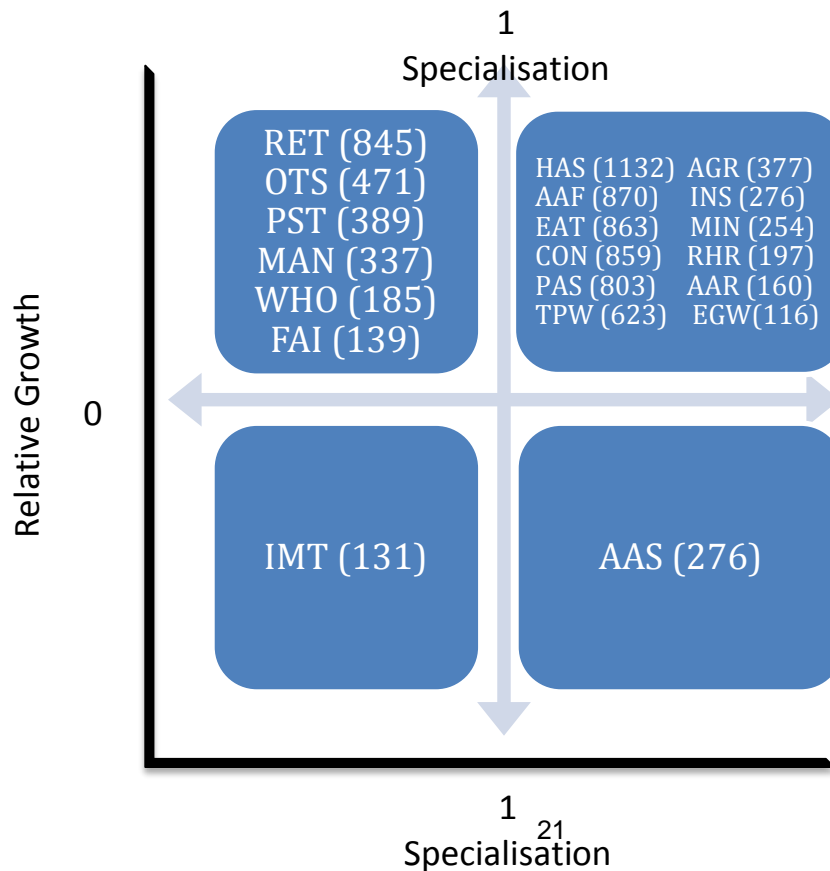 1
Specialisation
RET (845)
OTS (471)
PST (389)
MAN (337)
WHO (185)
FAI (139)
HAS (1132) AGR (377)
AAF (870) INS (276)
EAT (863) MIN (254)
CON (859) RHR (197)
PAS (803) AAR (160)
TPW (623) EGW(116)
Relative Growth
0
IMT (131)
AAS (276)
1
21
Specialisation